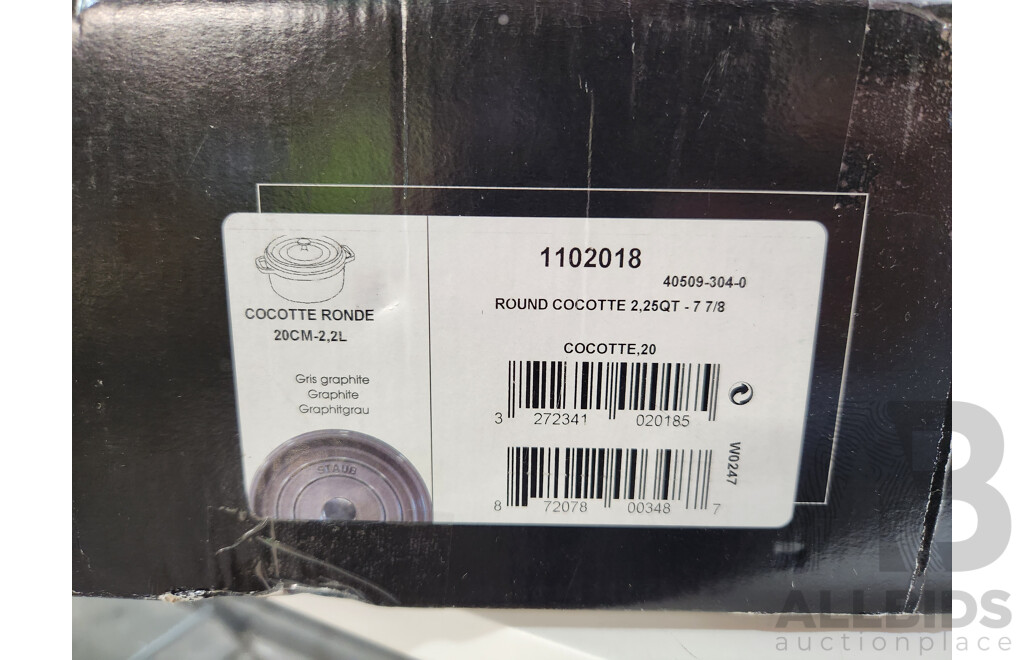 COCOTTE RONDE
20CM-2,2L
Gris graphite
Graphite
Graphitgrau
STAUB
1102018
40509-304-0
ROUND COCOTTE 2,25QT - 7 7/8
COCOTTE,20
3 272341 020185
W0247
8 72078 00348 7
B
ALLBIDS
auctionplace